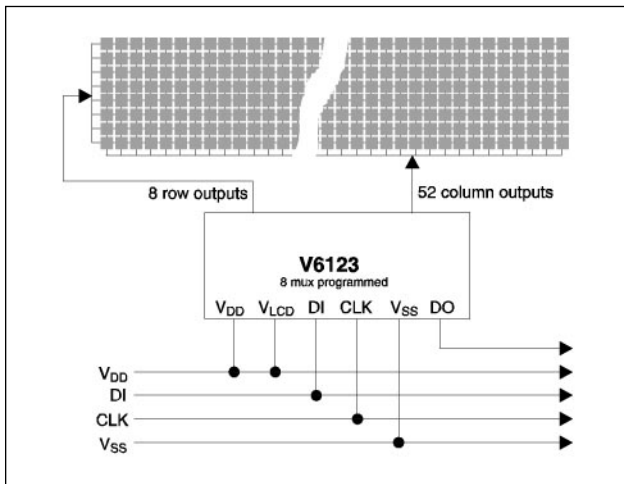 8 row outputs
52 column outputs
V6123
8 mux programmed
VDD VLCD DI CLK VSS DO
VDD
DI
CLK
VSS